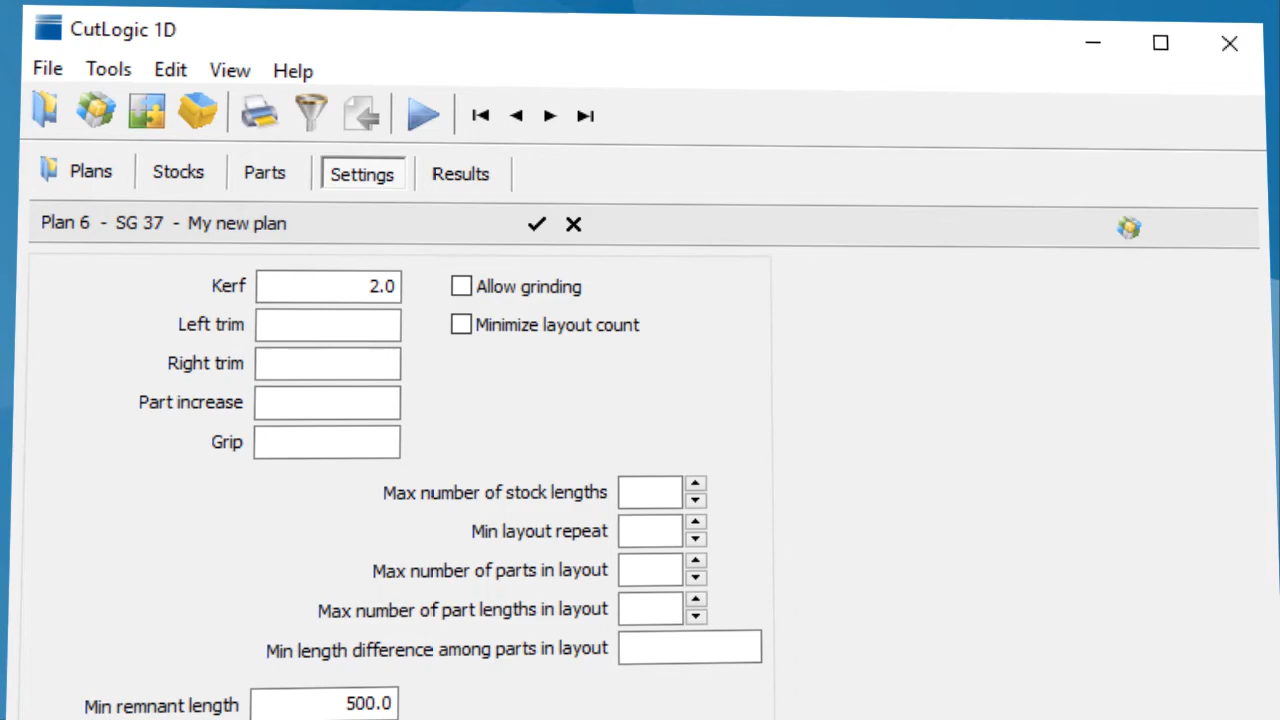 CutLogic 1D
File Tools Edit View Help
Plans Stocks Parts Settings Results
Plan 6 - SG 37 - My new plan
Kerf 2.0 Allow grinding
Left trim Minimize layout count
Right trim
Part increase
Grip
Max number of stock lengths
Min layout repeat
Max number of parts in layout
Max number of part lengths in layout
Min length difference among parts in layout
Min remnant length 500.0